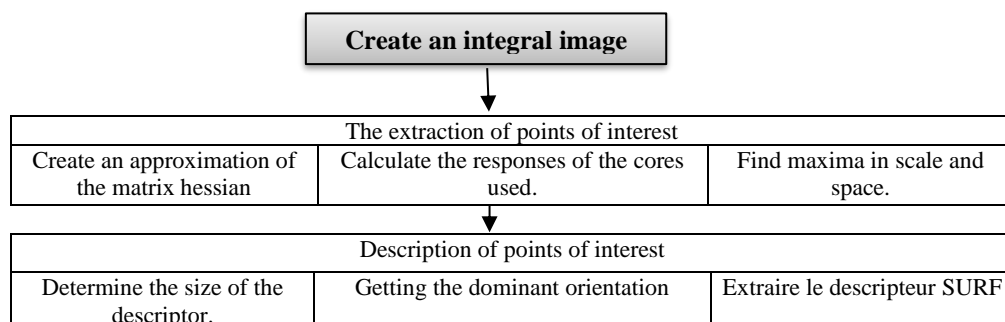 Create an integral image
The extraction of points of interest
Create an approximation of
the matrix hessian
Calculate the responses of the cores
used.
Find maxima in scale and
space.
Description of points of interest
Determine the size of the
descriptor.
Getting the dominant orientation
Extraire le descripteur SURF